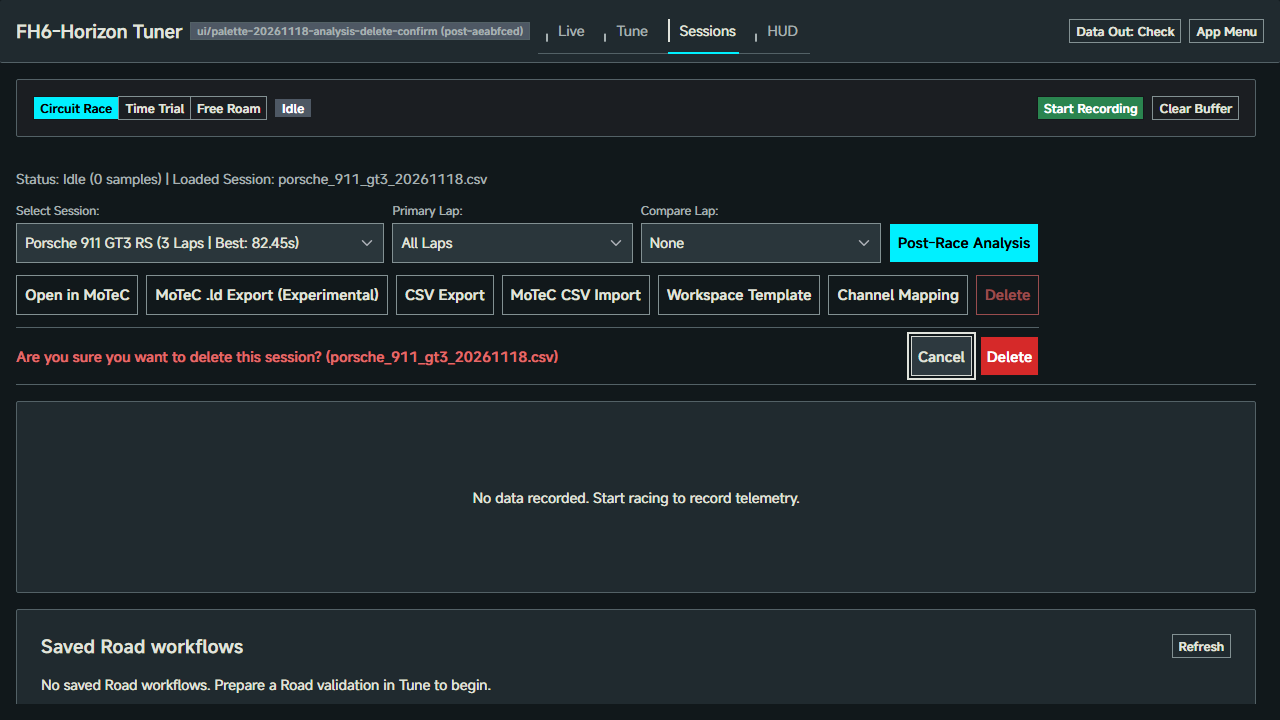 FH6-Horizon Tuner ui/palette-20261118-analysis-delete-confirm (post-aeabfced) Live Tune Sessions HUD Data Out: Check App Menu
Circuit Race Time Trial Free Roam Idle Start Recording Clear Buffer
Status: Idle (0 samples) | Loaded Session: porsche_911_gt3_20261118.csv
Select Session: Primary Lap: Compare Lap:
Porsche 911 GT3 RS (3 Laps | Best: 82.45s) All Laps None Post-Race Analysis
Open in MoTeC MoTeC .ld Export (Experimental) CSV Export MoTeC CSV Import Workspace Template Channel Mapping Delete
Are you sure you want to delete this session? (porsche_911_gt3_20261118.csv) Cancel Delete
No data recorded. Start racing to record telemetry.
Saved Road workflows Refresh
No saved Road workflows. Prepare a Road validation in Tune to begin.